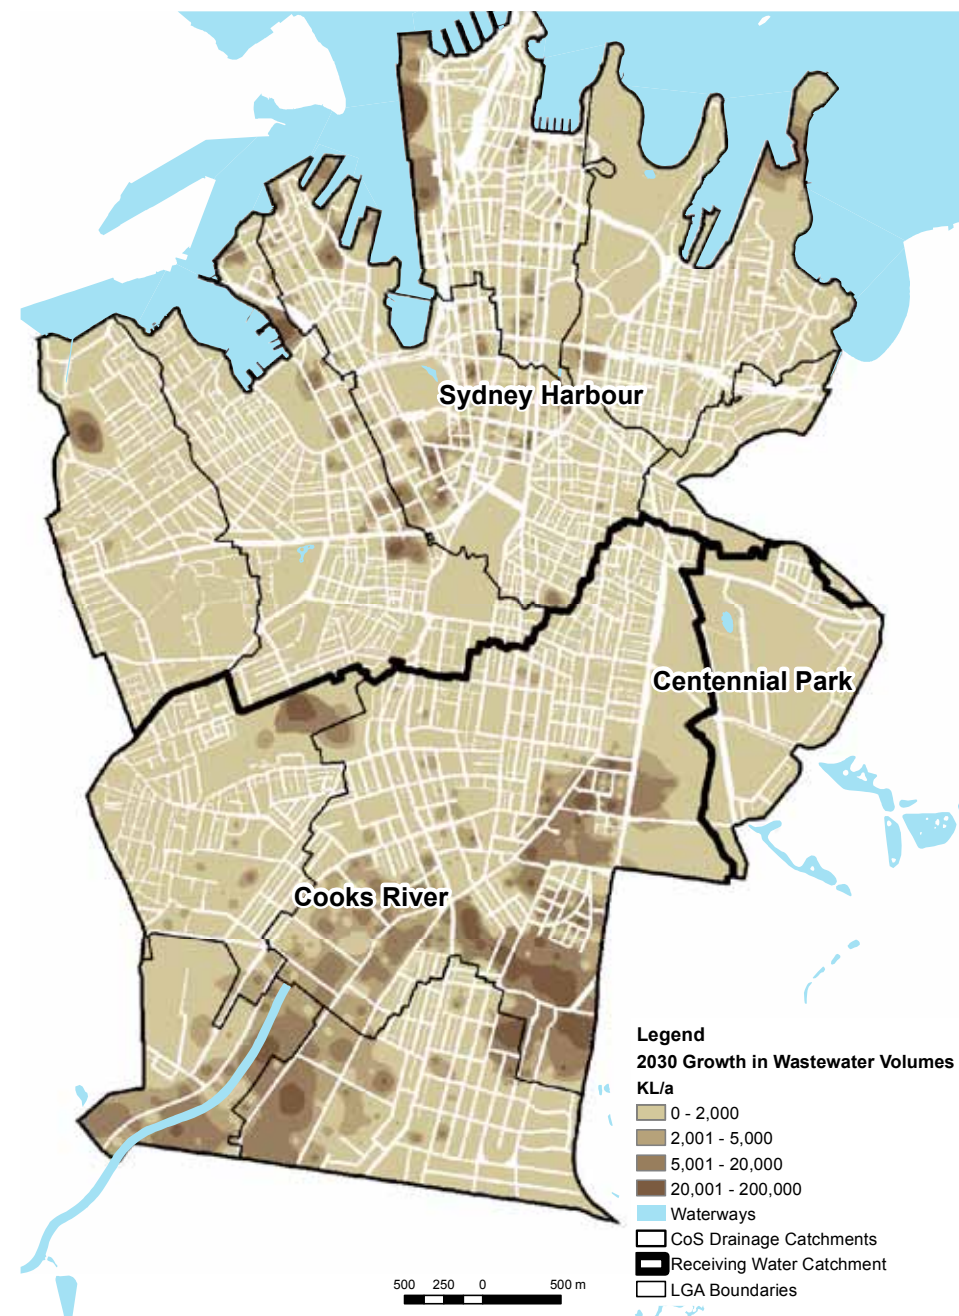 Sydney Harbour
Centennial Park
Cooks River
Legend
2030 Growth in Wastewater Volumes
KL/a
0 - 2,000
2,001 - 5,000
5,001 - 20,000
20,001 - 200,000
Waterways
CoS Drainage Catchments
Receiving Water Catchment
LGA Boundaries
500 250 0 500 m